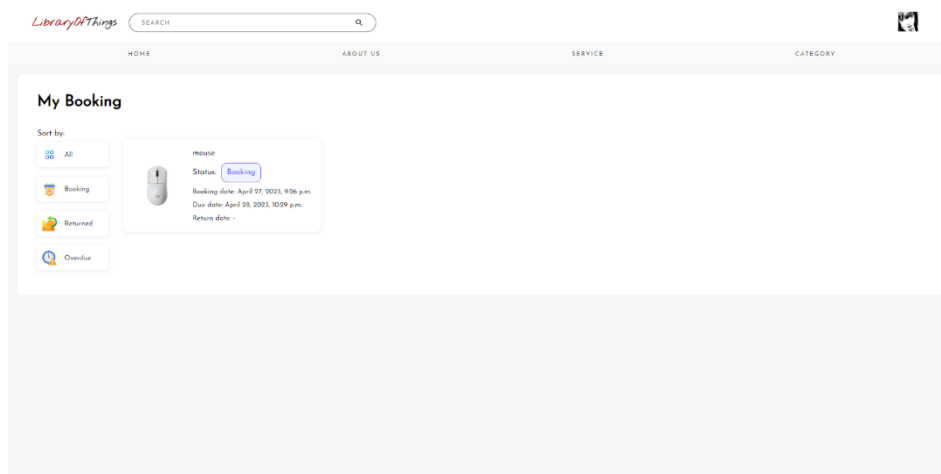 LibraryOfThings SEARCH
HOME ABOUT US SERVICE CATEGORY
My Booking
Sort by:
All
Booking
Returned
Overdue
mouse
Status: Booking
Booking date: April 27, 2023, 9:26 p.m.
Due date: April 28, 2023, 10:29 p.m.
Return date: -